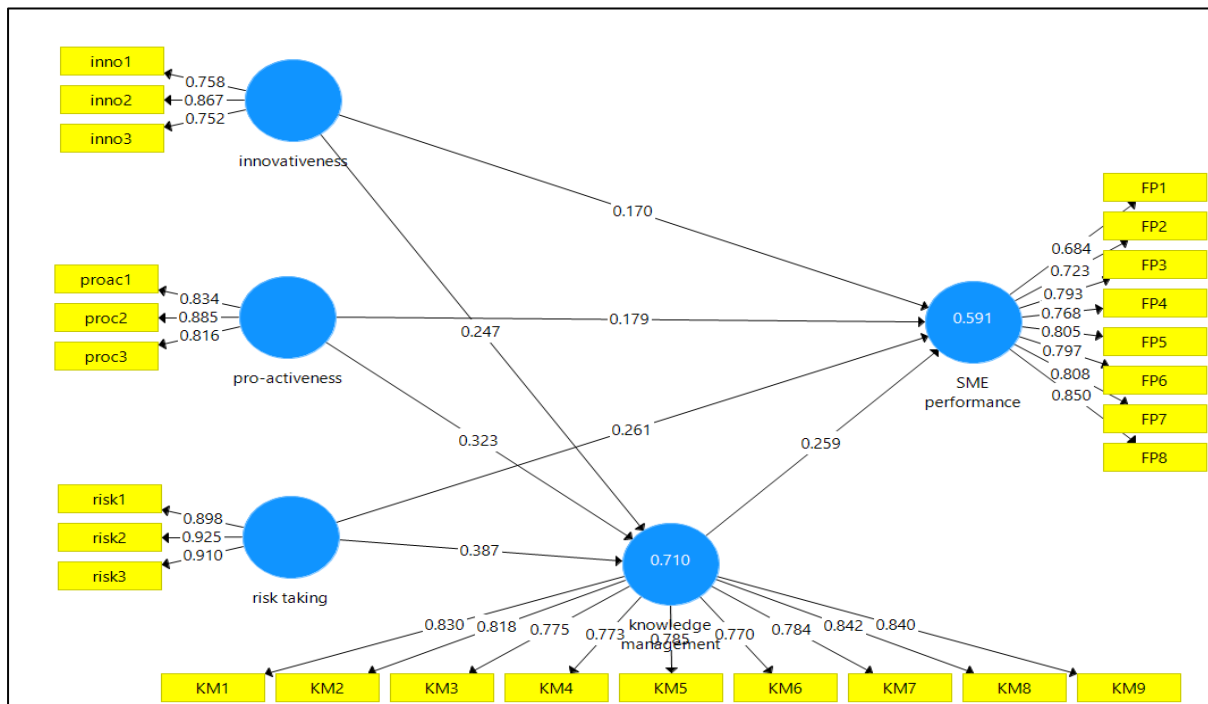 inno1
0.758
inno2
0.867
inno3
0.752
innovativeness
0.170
FP1
FP2
FP3
FP4
FP5
FP6
FP7
FP8
0.684
0.723
0.793
0.768
0.805
0.797
0.808
0.850
proac1
0.834
proc2
0.885
proc3
0.816
pro-activeness
0.247
0.179
0.591
SME
performance
0.323
0.261
0.259
risk1
0.898
risk2
0.925
risk3
0.910
risk taking
0.387
0.710
knowledge
management
0.830
0.818
0.775
0.773
0.785
0.770
0.784
0.842
0.840
KM1
KM2
KM3
KM4
KM5
KM6
KM7
KM8
KM9